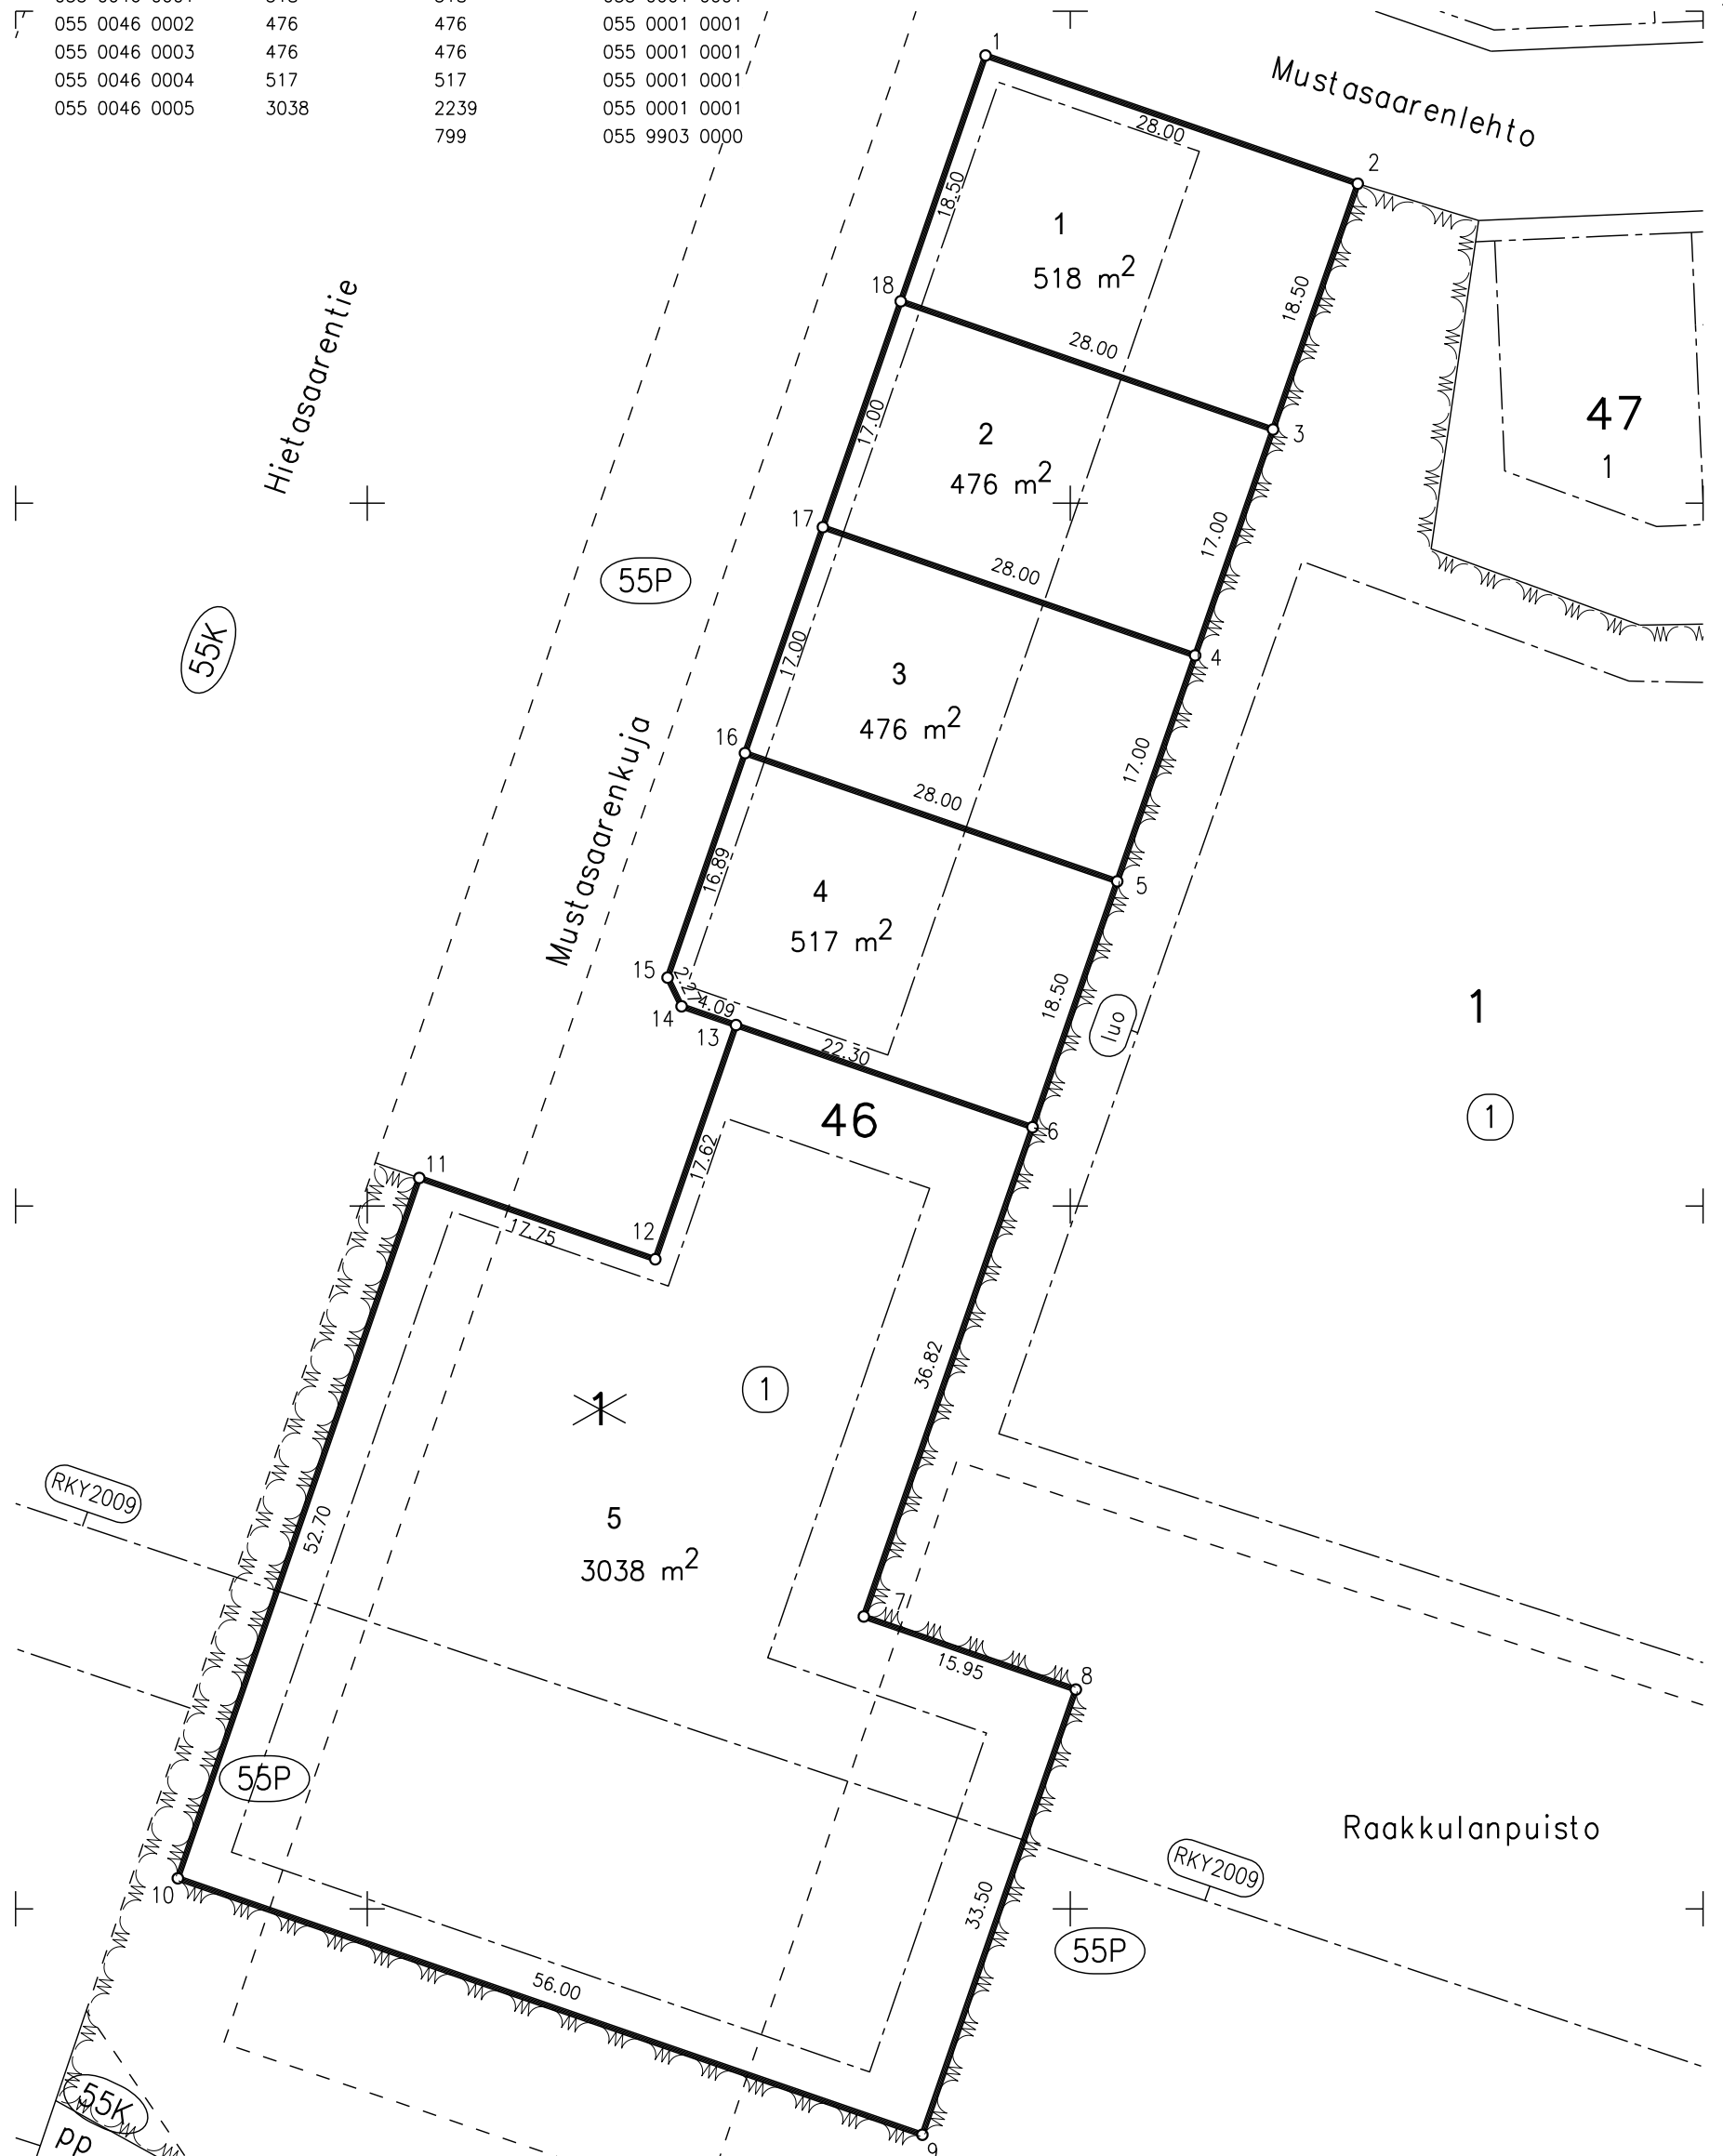 055 0046 0002 476 476 055 0001 0001
055 0046 0003 476 476 055 0001 0001
055 0046 0004 517 517 055 0001 0001
055 0046 0005 3038 2239 055 0001 0001
799 055 9903 0000
1
Mustasaarenlehto
28.00
2
18.50
1
518 m²
18
18.50
Hietasaarentie
28.00
17.00
2
476 m²
3
47
1
17
17.00
28.00
55P
55K
4
17.00
3
476 m²
16
17.00
Mustasaarenkuja
28.00
16.89
4
517 m²
5
15
2.27
14
4.09
13
18.50
luo
1
22.30
46
6
1
11
17.62
12
17.75
36.82
1
1
RKY2009
52.70
5
3038 m²
7
15.95
8
55P
Raakkulanpuisto
RKY2009
10
33.50
55P
56.00
55K
pp
9